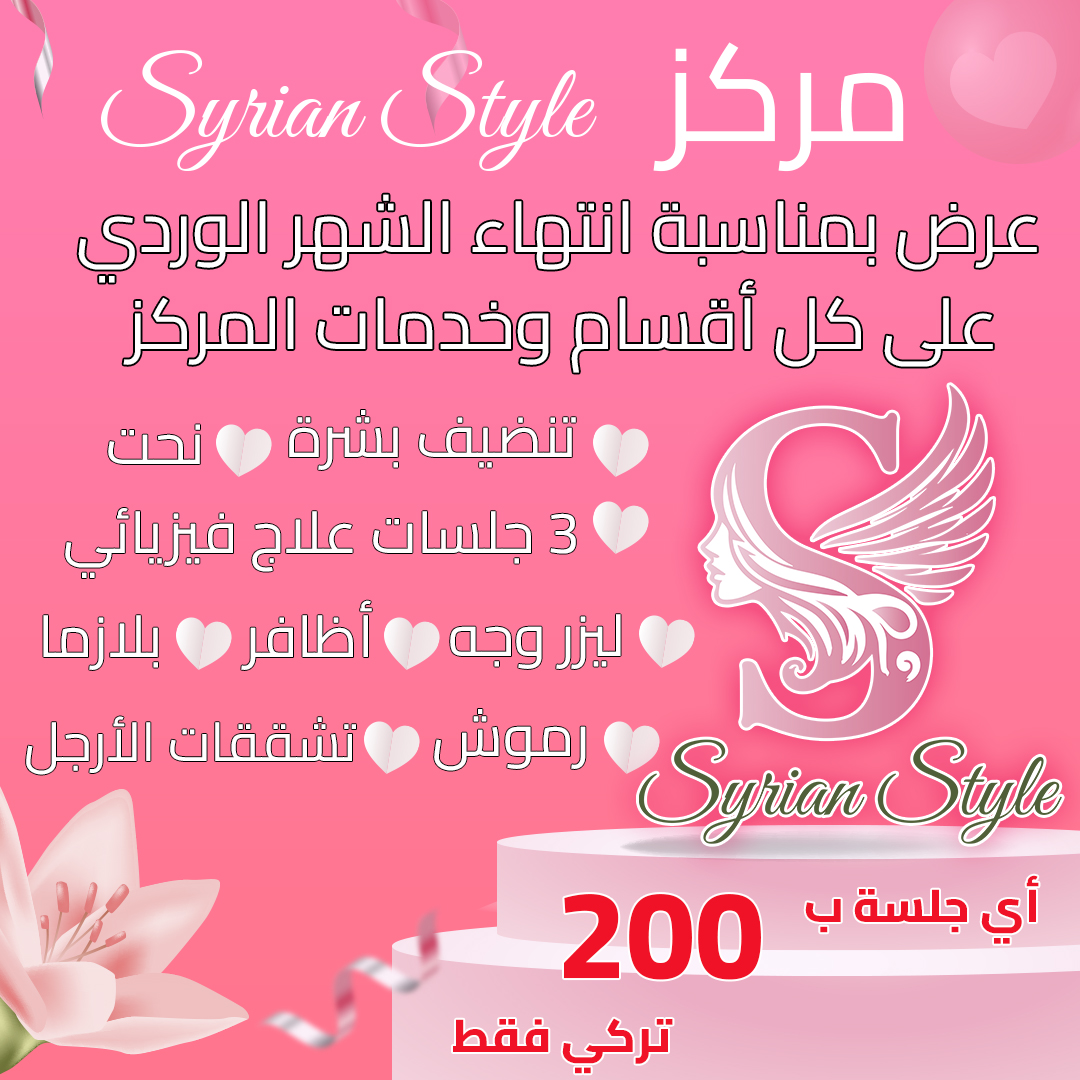 مركز Syrian Style
عرض بمناسبة انتهاء الشهر الوردي
على كل أقسام وخدمات المركز
تنضيف بشرة نحت
3 جلسات علاج فيزيائي
ليزر وجه أظافر بلازما
رموش تشققات الأرجل
Syrian Style
أي جلسة ب 200
تركي فقط